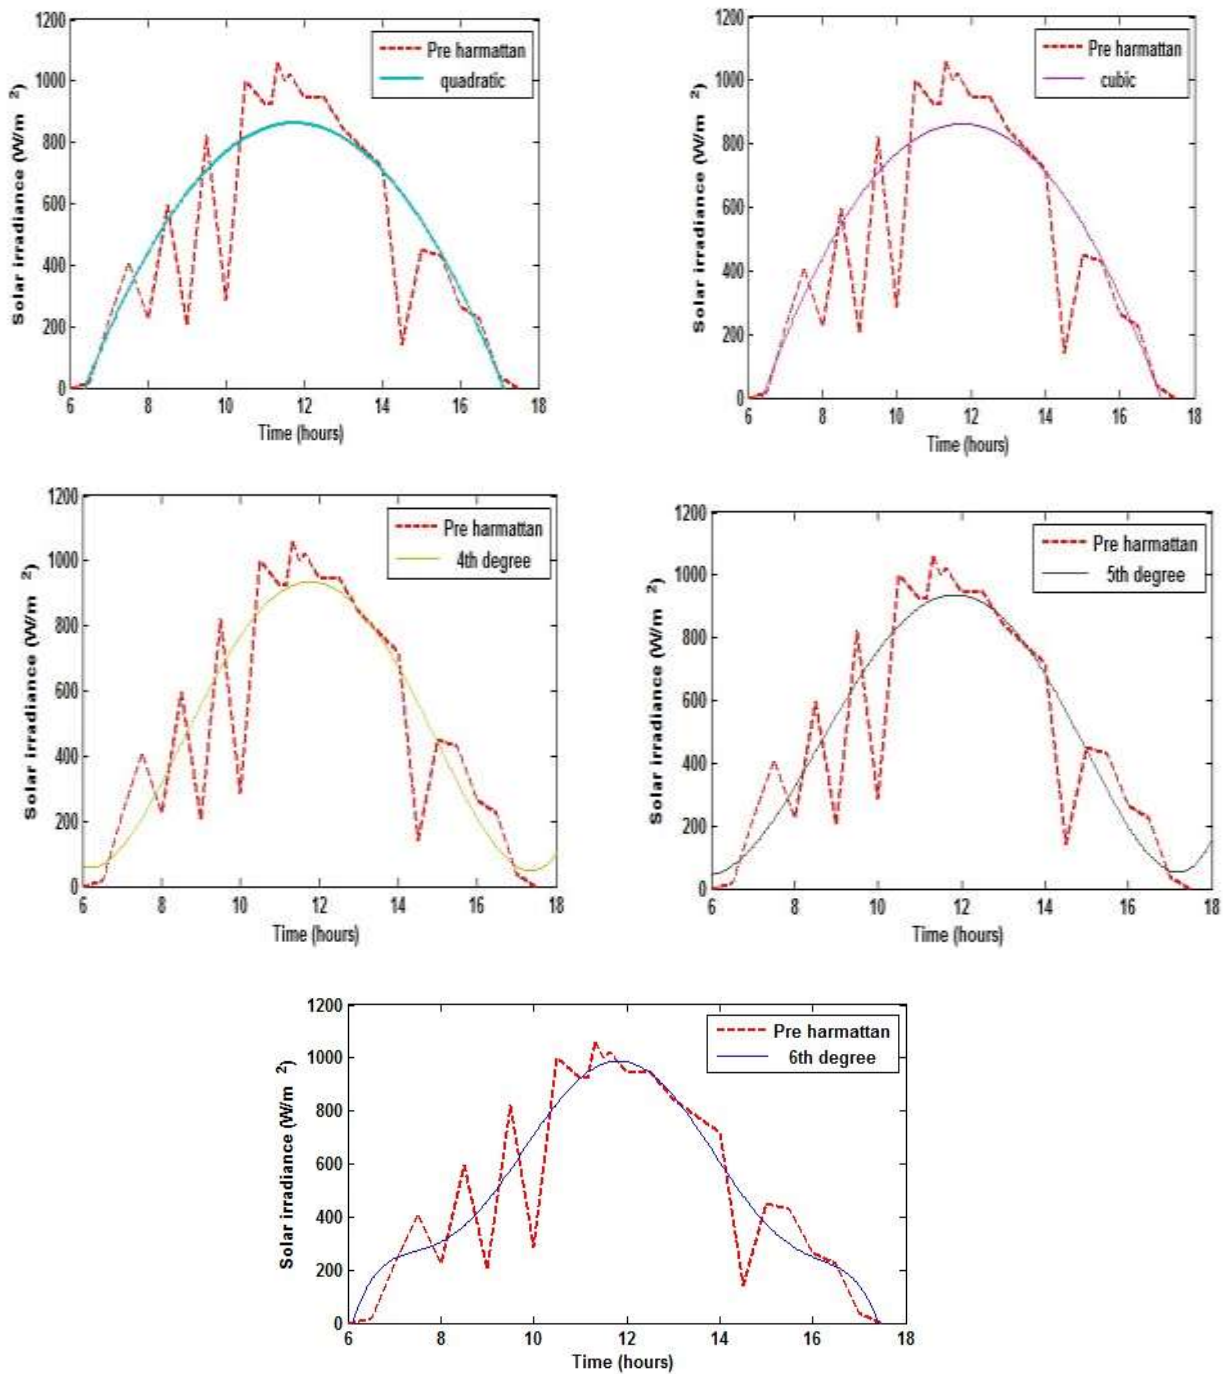 1200
1000
800
600
400
200
0
Solar irradiance (W/m 2)
Pre harmattan
quadratic
6 8 10 12 14 16 18
Time (hours)
1200
1000
800
600
400
200
0
Solar irradiance (W/m 2)
Pre harmattan
cubic
6 8 10 12 14 16 18
Time (hours)
1200
1000
800
600
400
200
0
Solar irradiance (W/m 2)
Pre harmattan
4th degree
6 8 10 12 14 16 18
Time (hours)
1200
1000
800
600
400
200
0
Solar irradiance (W/m 2)
Pre harmattan
5th degree
6 8 10 12 14 16 18
Time (hours)
1200
1000
800
600
400
200
0
Solar irradiance (W/m 2)
Pre harmattan
6th degree
6 8 10 12 14 16 18
Time (hours)